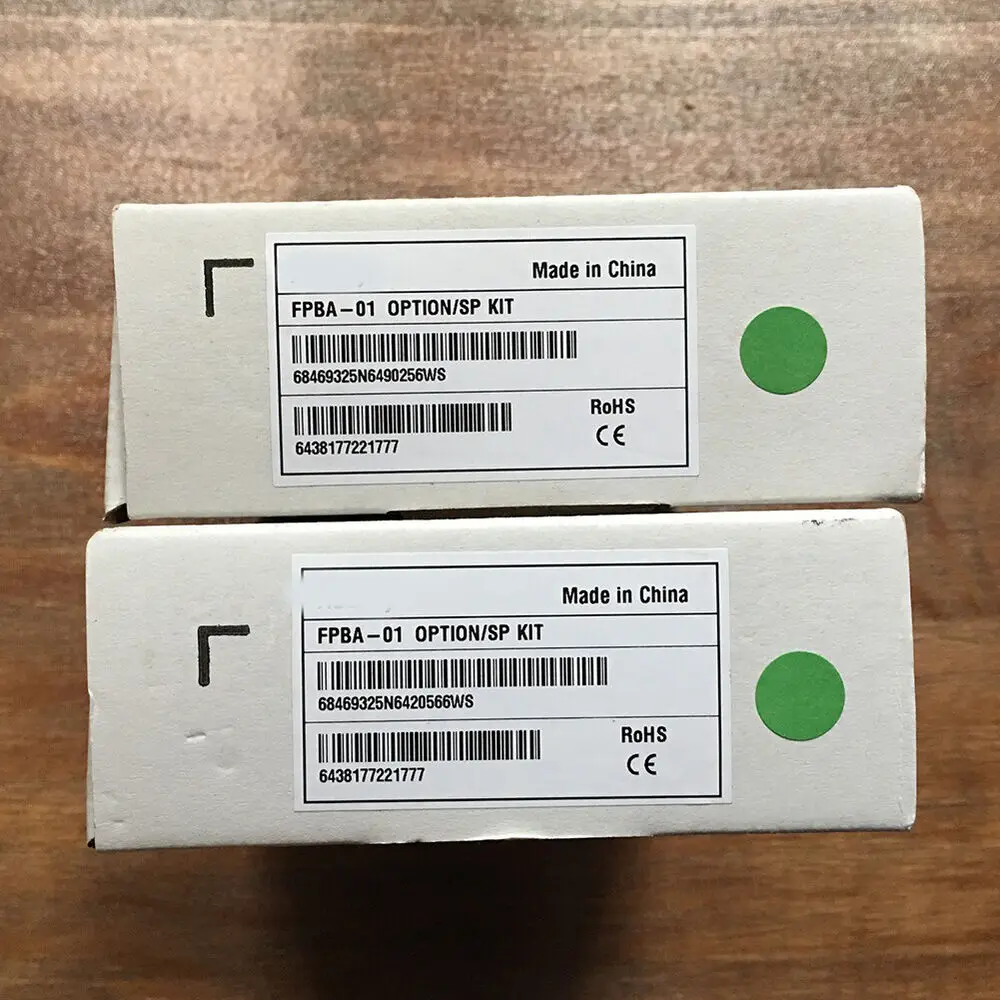 Made in China
FPBA-01 OPTION/SP KIT
68469325N6490256WS
RoHS
CE
6438177221777
Made in China
FPBA-01 OPTION/SP KIT
68469325N6420566WS
RoHS
CE
6438177221777